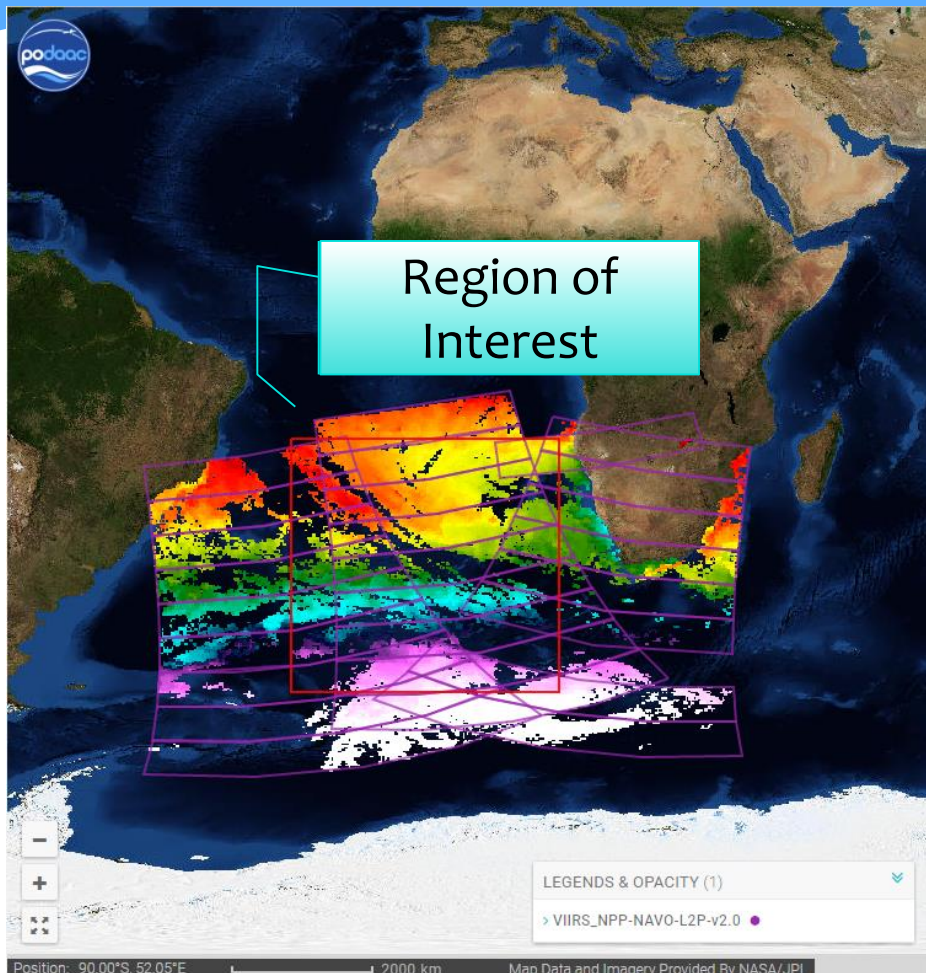 podaac
Region of
Interest
LEGENDS & OPACITY (1)
> VIIRS_NPP-NAVO-L2P-v2.0
Position: 90.00°S, 52.05°E
2000 km
Map Data and Imagery Provided By NASA/JPL